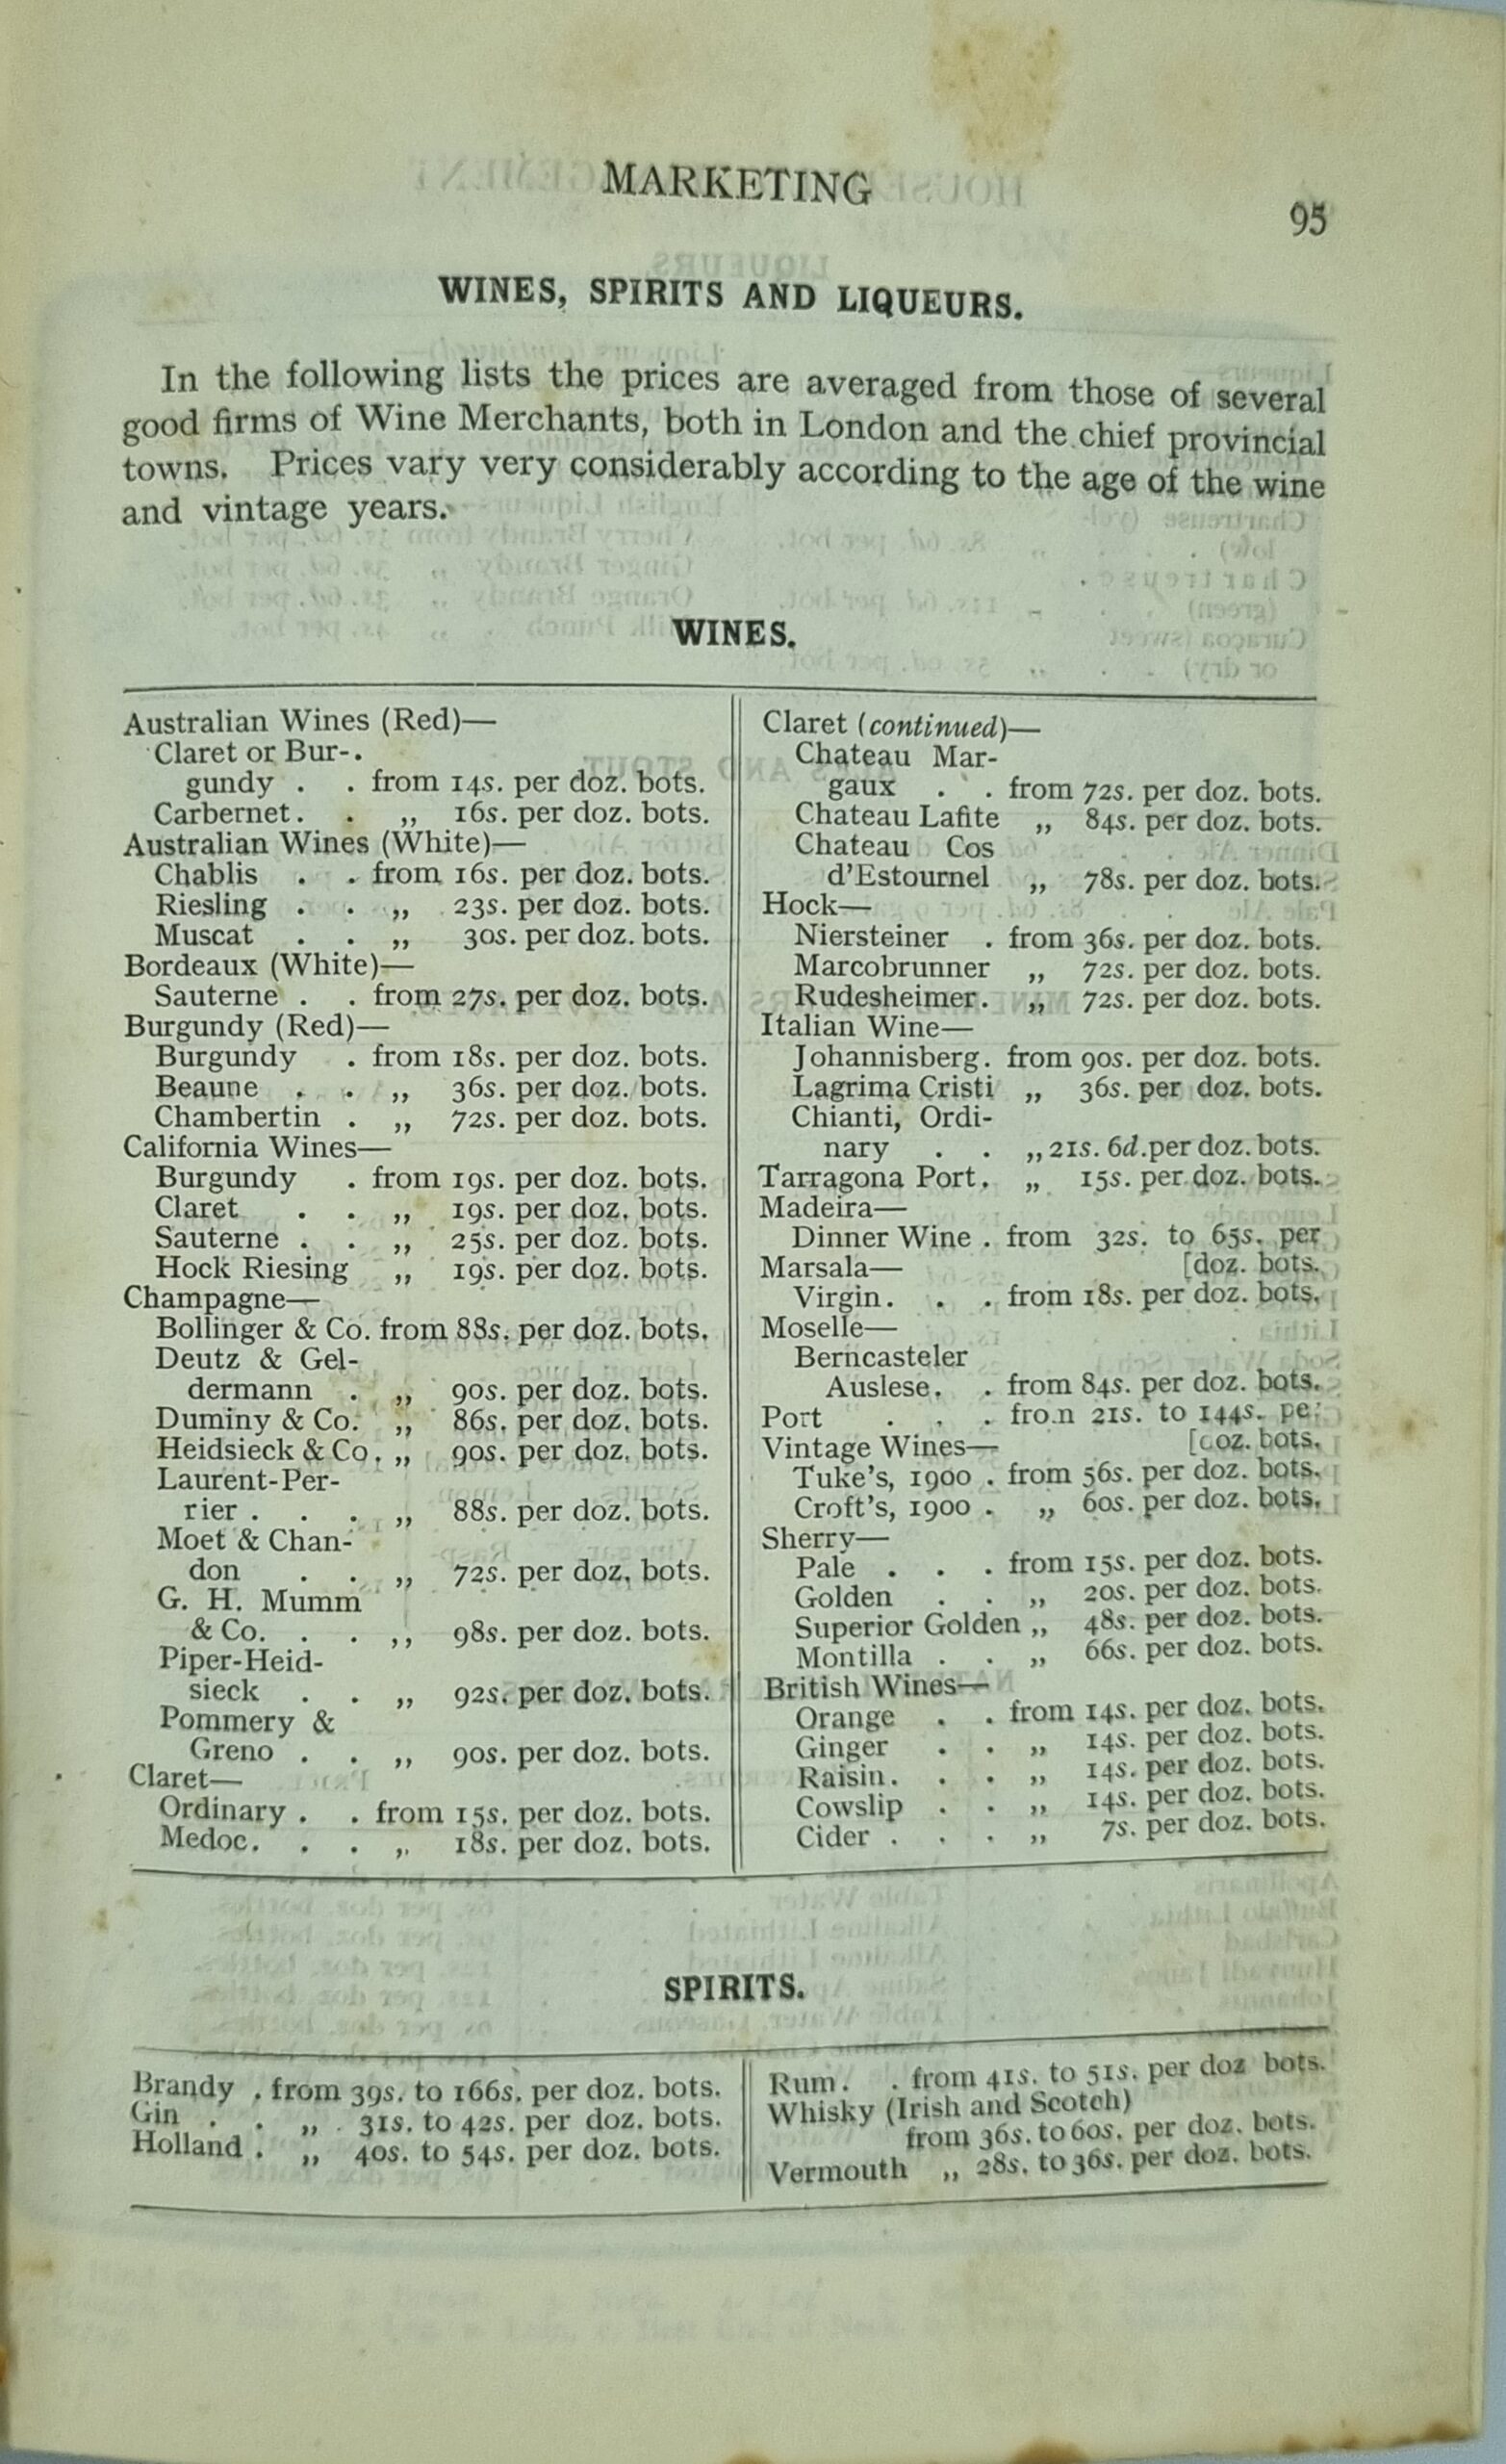 MARKETING
95
WINES, SPIRITS AND LIQUEURS.
In the following lists the prices are averaged from those of several
good firms of Wine Merchants, both in London and the chief provincial
towns. Prices vary very considerably according to the age of the wine
and vintage years.
WINES.
Australian Wines (Red)—
Claret or Bur-
gundy . . from 14s. per doz. bots.
Carbernet. . ,, 16s. per doz. bots.
Australian Wines (White)—
Chablis . . from 16s. per doz. bots.
Riesling . . ,, 23s. per doz. bots.
Muscat . . ,, 30s. per doz. bots.
Bordeaux (White)—
Sauterne . . from 27s. per doz. bots.
Burgundy (Red)—
Burgundy . from 18s. per doz. bots.
Beaune . . ,, 36s. per doz. bots.
Chambertin . ,, 72s. per doz. bots.
California Wines—
Burgundy . from 19s. per doz. bots.
Claret . . ,, 19s. per doz. bots.
Sauterne . . ,, 25s. per doz. bots.
Hock Riesing ,, 19s. per doz. bots.
Champagne—
Bollinger & Co. from 88s. per doz. bots.
Deutz & Gel-
dermann . ,, 90s. per doz. bots.
Duminy & Co. ,, 86s. per doz. bots.
Heidsieck & Co. ,, 90s. per doz. bots.
Laurent-Per-
rier . . . ,, 88s. per doz. bots.
Moet & Chan-
don . . ,, 72s. per doz. bots.
G. H. Mumm
& Co. . . ,, 98s. per doz. bots.
Piper-Heid-
sieck . . ,, 92s. per doz. bots.
Pommery &
Greno . . ,, 90s. per doz. bots.
Claret—
Ordinary . . from 15s. per doz. bots.
Medoc. . . ,, 18s. per doz. bots.
Claret (continued)—
Chateau Mar-
gaux . . from 72s. per doz. bots.
Chateau Lafite ,, 84s. per doz. bots.
Chateau Cos
d'Estournel ,, 78s. per doz. bots.
Hock—
Niersteiner . from 36s. per doz. bots.
Marcobrunner ,, 72s. per doz. bots.
Rudesheimer. ,, 72s. per doz. bots.
Italian Wine—
Johannisberg. from 90s. per doz. bots.
Lagrima Cristi ,, 36s. per doz. bots.
Chianti, Ordi-
nary . . ,, 21s. 6d. per doz. bots.
Tarragona Port. ,, 15s. per doz. bots.
Madeira—
Dinner Wine . from 32s. to 65s. per
Marsala— [doz. bots.
Virgin. . . from 18s. per doz. bots.
Moselle—
Berncasteler
Auslese. . from 84s. per doz. bots.
Port . . . from 21s. to 144s. per
Vintage Wines— [doz. bots.
Tuke's, 1900 . from 56s. per doz. bots.
Croft's, 1900 . ,, 60s. per doz. bots.
Sherry—
Pale . . . from 15s. per doz. bots.
Golden . . ,, 20s. per doz. bots.
Superior Golden ,, 48s. per doz. bots.
Montilla . . ,, 66s. per doz. bots.
British Wines—
Orange . . from 14s. per doz. bots.
Ginger . . ,, 14s. per doz. bots.
Raisin. . . ,, 14s. per doz. bots.
Cowslip . . ,, 14s. per doz. bots.
Cider . . . ,, 7s. per doz. bots.
SPIRITS.
Brandy . from 39s. to 166s. per doz. bots.
Gin . . ,, 31s. to 42s. per doz. bots.
Holland . ,, 40s. to 54s. per doz. bots.
Rum. . from 41s. to 51s. per doz bots.
Whisky (Irish and Scotch)
from 36s. to 60s. per doz. bots.
Vermouth ,, 28s. to 36s. per doz. bots.